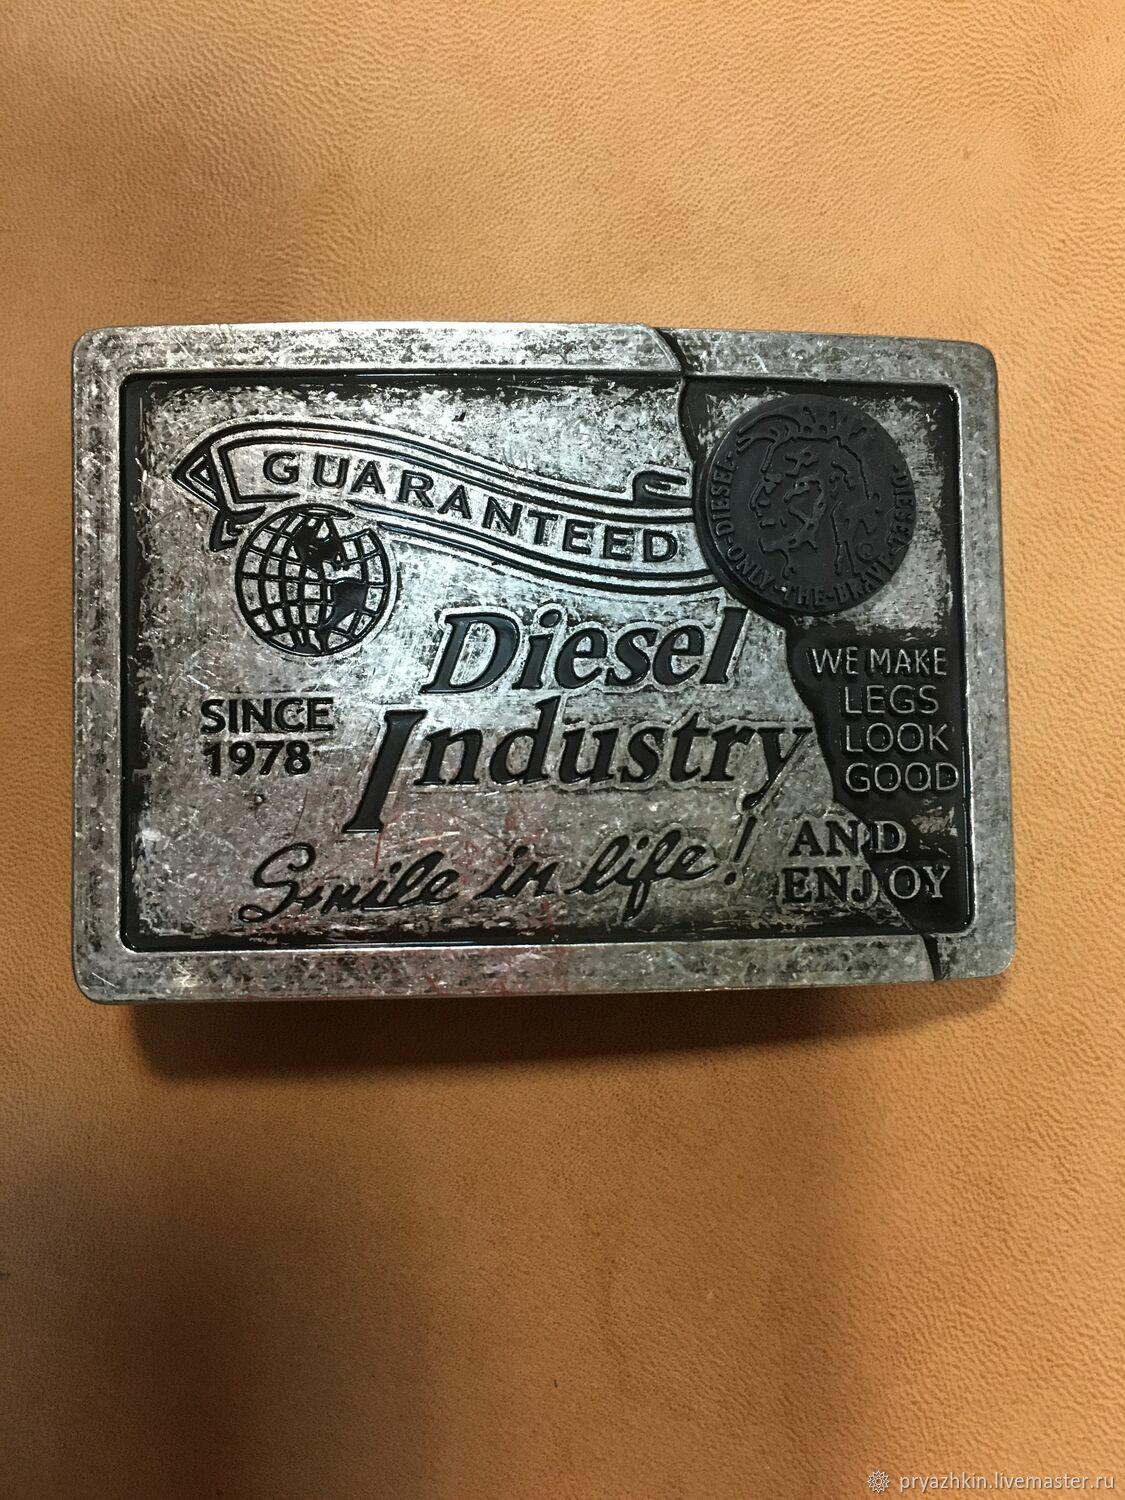 GUARANTEED
DIESEL·ONLY·THE·BRAVE·DIESEL
Diesel
Industry
SINCE
1978
WE MAKE
LEGS
LOOK
GOOD
AND
ENJOY
Smile in life!
pryazhkin.livemaster.ru